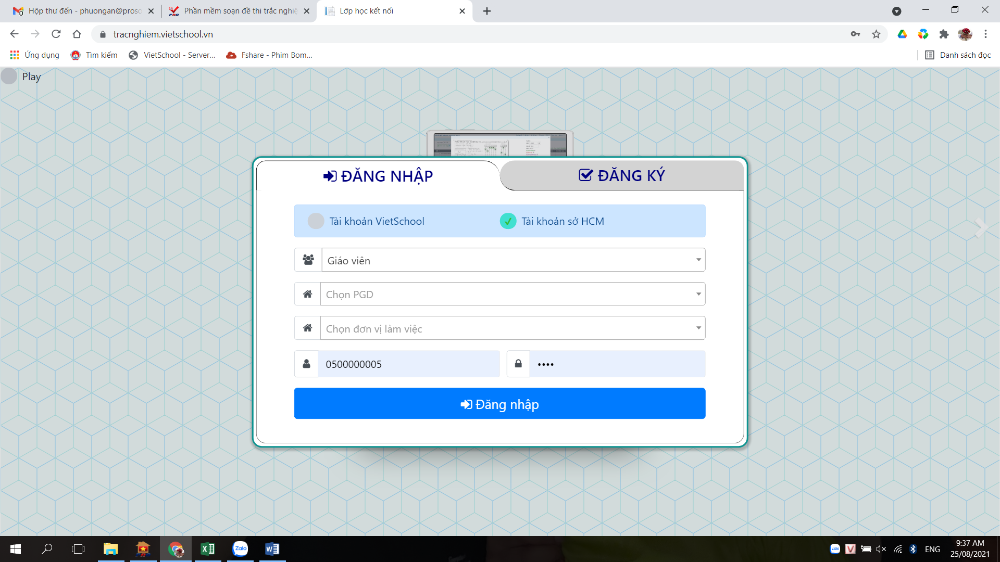 Hộp thư đến - phuongan@proso
Phần mềm soạn đề thi trắc nghiệ
Lớp học kết nối
tracnghiem.vietschool.vn
Ứng dụng
Tìm kiếm
VietSchool - Server...
Fshare - Phim Bom...
Danh sách đọc
Play
ĐĂNG NHẬP
ĐĂNG KÝ
Tài khoản VietSchool
Tài khoản sở HCM
Giáo viên
Chọn PGD
Chọn đơn vị làm việc
0500000005
••••
Đăng nhập
Zalo
ENG
9:37 AM
25/08/2021